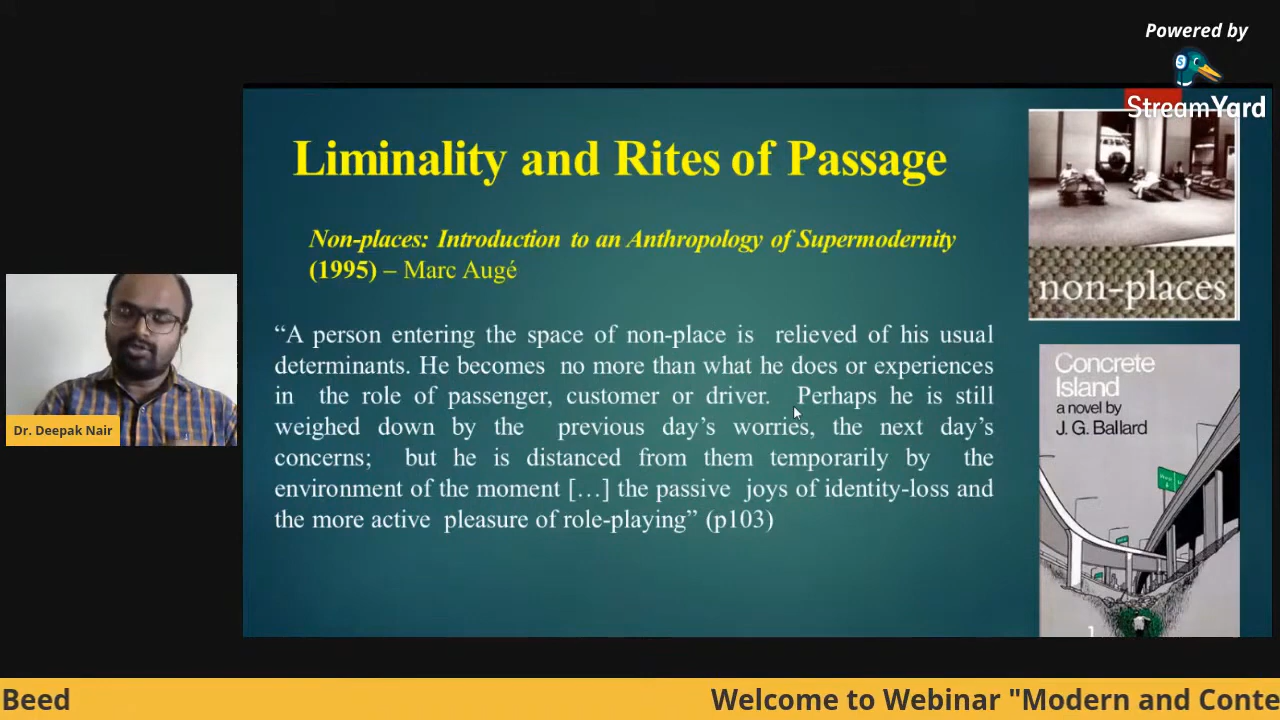 Powered by
StreamYard
Liminality and Rites of Passage
Non-places: Introduction to an Anthropology of Supermodernity
(1995) – Marc Augé
“A person entering the space of non-place is relieved of his usual
determinants. He becomes no more than what he does or experiences
in the role of passenger, customer or driver. Perhaps he is still
weighed down by the previous day’s worries, the next day’s
concerns; but he is distanced from them temporarily by the
environment of the moment […] the passive joys of identity-loss and
the more active pleasure of role-playing” (p103)
non-places
Concrete
Island
a novel by
J. G. Ballard
Dr. Deepak Nair
Beed
Welcome to Webinar "Modern and Conte